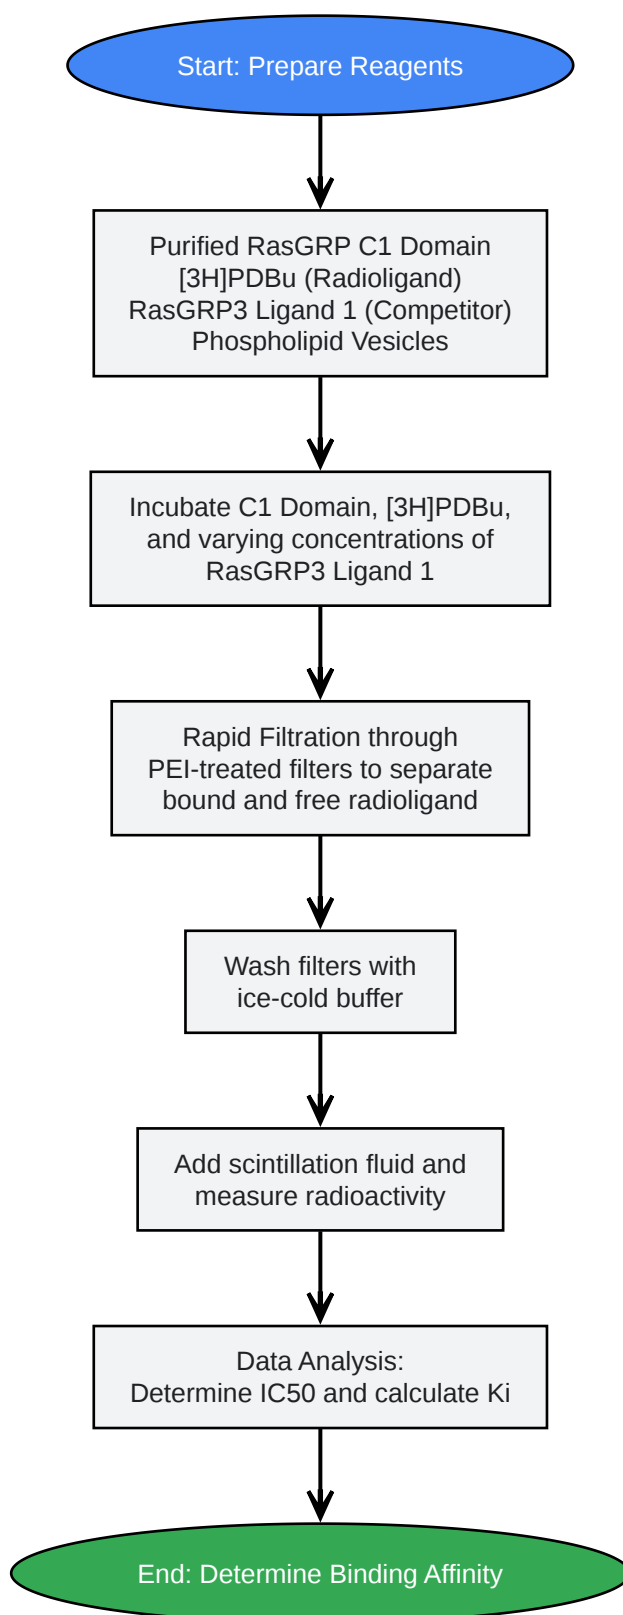 Start: Prepare Reagents
Purified RasGRP C1 Domain
[3H]PDBu (Radioligand)
RasGRP3 Ligand 1 (Competitor)
Phospholipid Vesicles
Incubate C1 Domain, [3H]PDBu,
and varying concentrations of
RasGRP3 Ligand 1
Rapid Filtration through
PEI-treated filters to separate
bound and free radioligand
Wash filters with
ice-cold buffer
Add scintillation fluid and
measure radioactivity
Data Analysis:
Determine IC50 and calculate Ki
End: Determine Binding Affinity